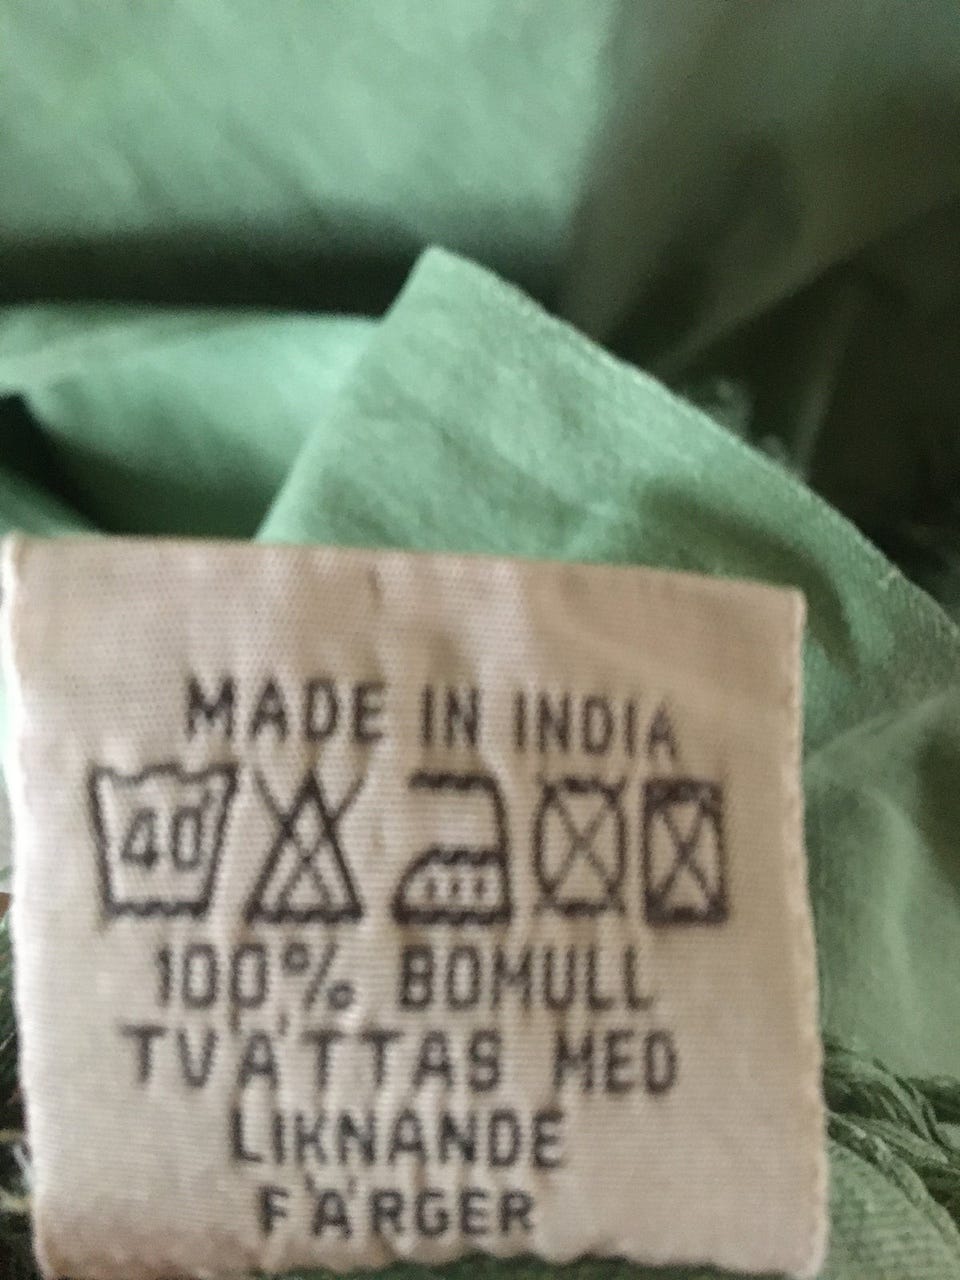 MADE IN INDIA
40
100% BOMULL
TVÄTTAS MED
LIKNANDE
FÄRGER